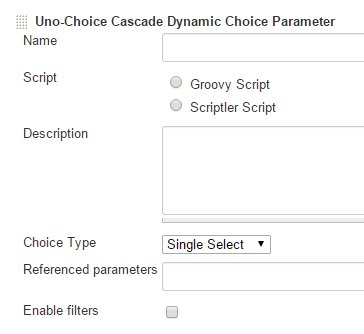 Uno-Choice Cascade Dynamic Choice Parameter
Name
Script
Groovy Script
Scriptler Script
Description
Choice Type
Single Select
Referenced parameters
Enable filters